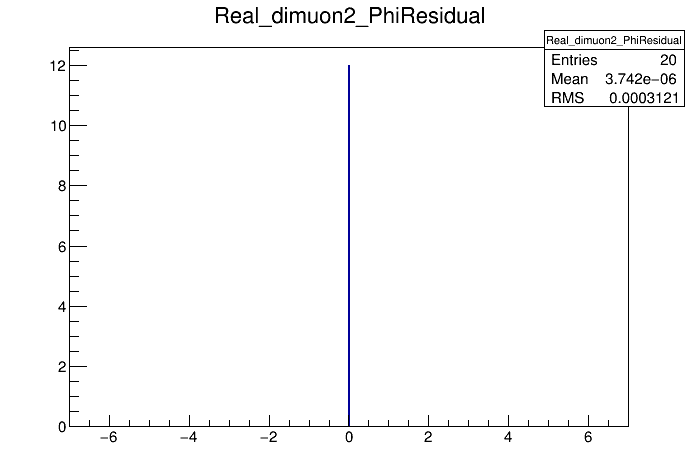 Real_dimuon2_PhiResidual
Real_dimuon2_PhiResidual
Entries 20
Mean 3.742e−06
RMS 0.0003121
12
10
8
6
4
2
0
−6 −4 −2 0 2 4 6